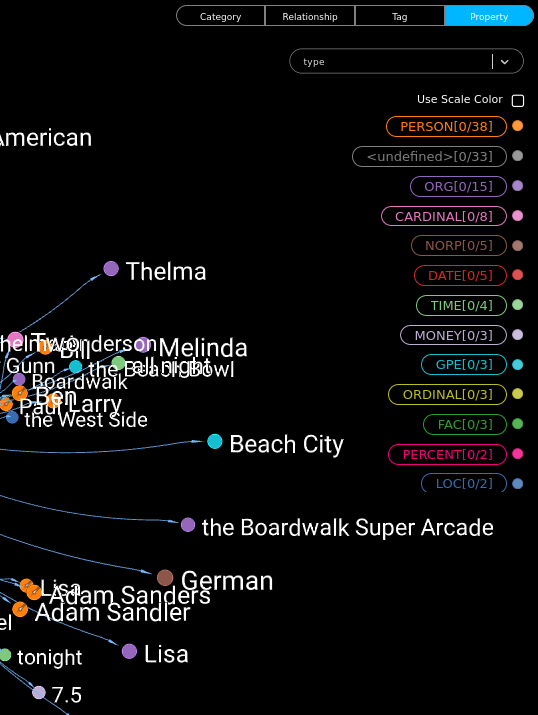 Category Relationship Tag Property
type
Use Scale Color
PERSON[0/38]
American
<undefined>[0/33]
ORG[0/15]
CARDINAL[0/8]
NORP[0/5]
Thelma
DATE[0/5]
TIME[0/4]
MONEY[0/3]
Bill
Melinda
GPE[0/3]
Gunn
the Beach Bowl
all night
Boardwalk
ORDINAL[0/3]
Ben
Paul
Larry
the West Side
FAC[0/3]
Beach City
PERCENT[0/2]
LOC[0/2]
the Boardwalk Super Arcade
German
Lisa
Adam Sanders
Adam Sandler
el
Lisa
tonight
7.5